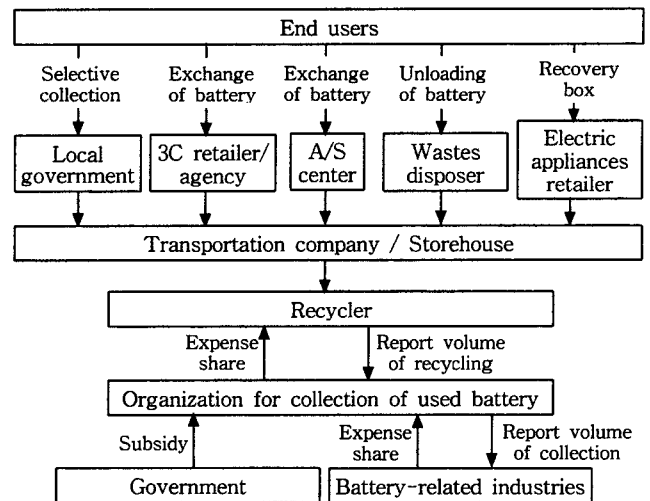 End users
Selective
collection
Exchange
of battery
Exchange
of battery
Unloading
of battery
Recovery
box
Local
government
3C retailer/
agency
A/S
center
Wastes
disposer
Electric
appliances
retailer
Transportation company / Storehouse
Recycler
Expense
share
Report volume
of recycling
Organization for collection of used battery
Subsidy
Expense
share
Report volume
of collection
Government
Battery-related industries